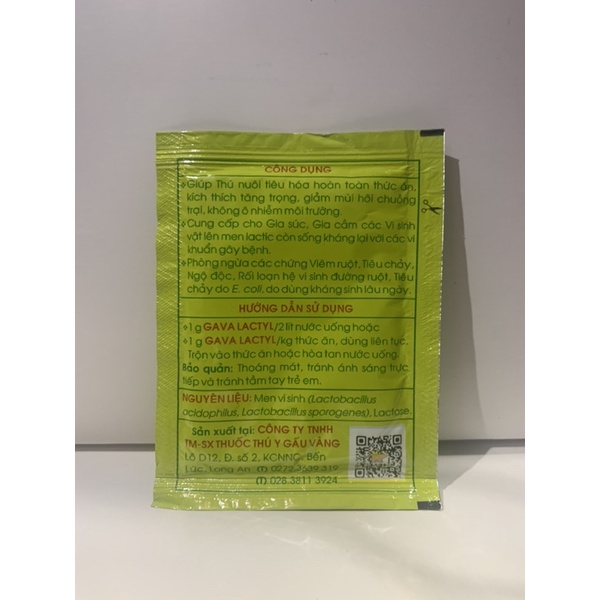 CÔNG DỤNG
Giúp Thú nuôi tiêu hóa hoàn toàn thức ăn,
kích thích tăng trọng, giảm mùi hôi chuồng
trại, không ô nhiễm môi trường.
Cung cấp cho Gia súc, Gia cầm các Vi sinh
vật lên men lactic còn sống kháng lại với các vi
khuẩn gây bệnh.
Phòng ngừa các chứng Viêm ruột, Tiêu chảy,
Ngộ độc, Rối loạn hệ vi sinh đường ruột, Tiêu
chảy do E. coli, do dùng kháng sinh lâu ngày.
HƯỚNG DẪN SỬ DỤNG
1 g GAVA LACTYL/2 lít nước uống hoặc
1 g GAVA LACTYL/kg thức ăn, dùng liên tục.
Trộn vào thức ăn hoặc hòa tan nước uống.
Bảo quản: Thoáng mát, tránh ánh sáng trực
tiếp và tránh tầm tay trẻ em.
NGUYÊN LIỆU: Men vi sinh (Lactobacillus
acidophilus, Lactobacillus sporogenes), Lactose.
Sản xuất tại: CÔNG TY TNHH
TM-SX THUỐC THÚ Y GẤU VÀNG
Lô D12, Đ. số 2, KCNNC, Bến
Lức, Long An (T) 0272.3639.319
(T) 028.3811 3924